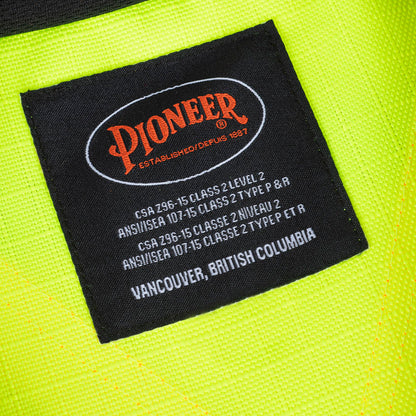 PIONEER®
ESTABLISHED/DEPUIS 1887
CSA Z96-15 CLASS 2 LEVEL 2
ANSI/ISEA 107-15 CLASS 2 TYPE P & R
CSA Z96-15 CLASSE 2 NIVEAU 2
ANSI/ISEA 107-15 CLASSE 2 TYPE P ET R
VANCOUVER, BRITISH COLUMBIA